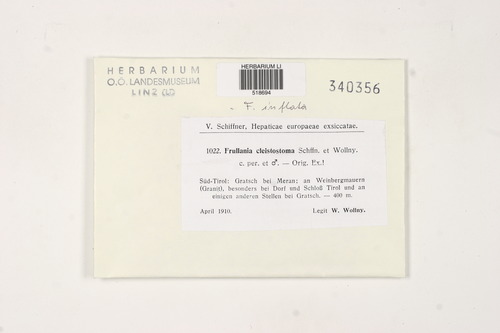 HERBARIUM
O.Ö. LANDESMUSEUM
LINZ
HERBARIUM LI
518694
340356
F. inflata
V. Schiffner, Hepaticae europaeae exsiccatae.
1022. Frullania cleistostoma Schffn. et Wollny.
c. per. et ♂. — Orig. Ex.!
Süd-Tirol: Gratsch bei Meran; an Weinbergmauern
(Granit), besonders bei Dorf und Schloß Tirol und an
einigen anderen Stellen bei Gratsch. — 400 m.
April 1910.
Legit W. Wollny.